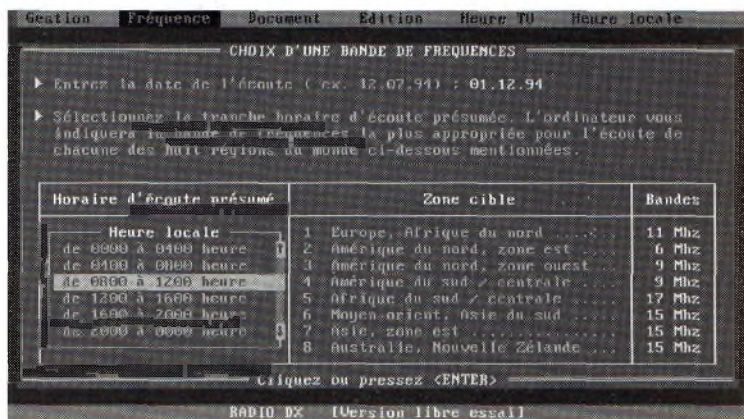 Gestion Fréquence Document Edition Heure TU Heure locale
CHOIX D'UNE BANDE DE FREQUENCES
Entrez la date de l'écoute ( ex. 12.07.94) : 01.12.94
Sélectionnez la tranche horaire d'écoute présumée. L'ordinateur vous
indiquera la bande de fréquences la plus appropriée pour l'écoute de
chacune des huit régions du monde ci-dessous mentionnées.
Horaire d'écoute présumé Zone cible Bandes
Heure locale
de 0000 à 0400 heure
de 0400 à 0800 heure
de 0800 à 1200 heure
de 1200 à 1600 heure
de 1600 à 2000 heure
de 2000 à 0000 heure
1 Europe, Afrique du nord ...... 11 Mhz
2 Amérique du nord, zone est ... 6 Mhz
3 Amérique du nord, zone ouest ... 9 Mhz
4 Amérique du sud / centrale ... 9 Mhz
5 Afrique du sud / centrale .... 17 Mhz
6 Moyen-orient, Asie du sud .... 15 Mhz
7 Asie, zone est ............... 15 Mhz
8 Australie, Nouvelle Zélande ... 15 Mhz
Cliquez ou pressez <ENTER>
RADIO DX [Version libre essai]